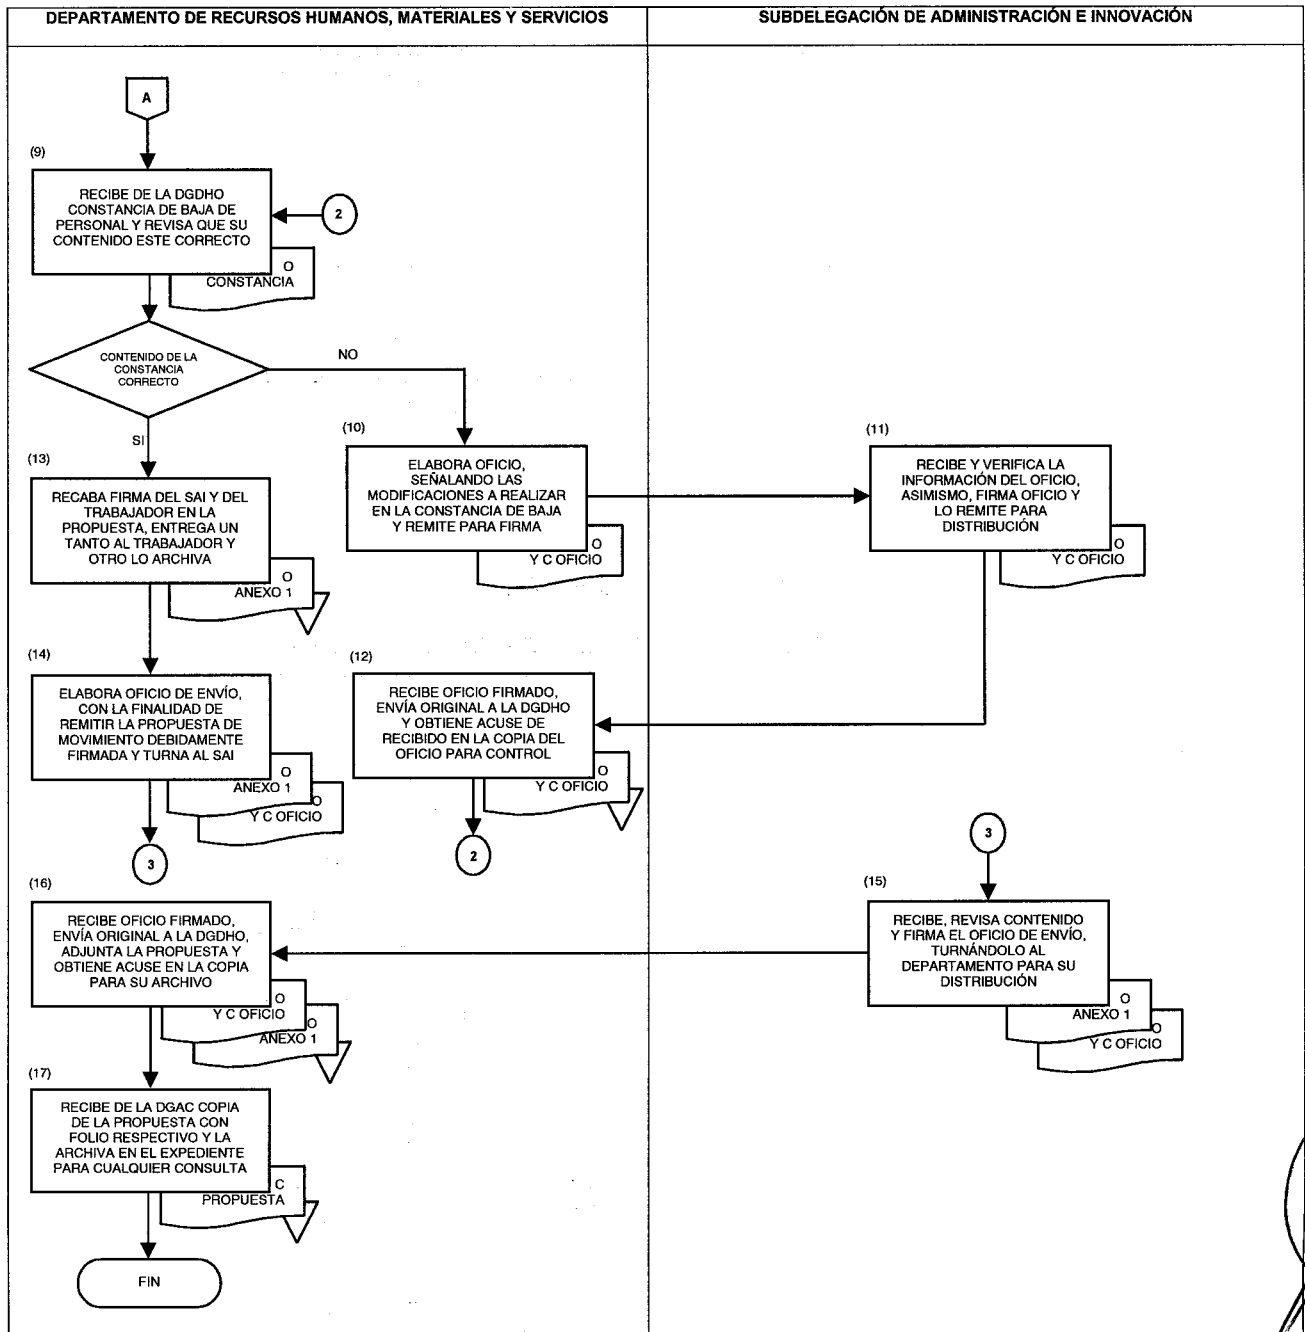 DEPARTAMENTO DE RECURSOS HUMANOS, MATERIALES Y SERVICIOS
SUBDELEGACIÓN DE ADMINISTRACIÓN E INNOVACIÓN
A
(9)
RECIBE DE LA DGDHO
CONSTANCIA DE BAJA DE
PERSONAL Y REVISA QUE SU
CONTENIDO ESTE CORRECTO
2
O
CONSTANCIA
CONTENIDO DE LA
CONSTANCIA
CORRECTO
NO
SI
(10)
ELABORA OFICIO,
SEÑALANDO LAS
MODIFICACIONES A REALIZAR
EN LA CONSTANCIA DE BAJA
Y REMITE PARA FIRMA
O
Y C OFICIO
(11)
RECIBE Y VERIFICA LA
INFORMACIÓN DEL OFICIO,
ASIMISMO, FIRMA OFICIO Y
LO REMITE PARA
DISTRIBUCIÓN
O
Y C OFICIO
(13)
RECABA FIRMA DEL SAI Y DEL
TRABAJADOR EN LA
PROPUESTA, ENTREGA UN
TANTO AL TRABAJADOR Y
OTRO LO ARCHIVA
O
ANEXO 1
(14)
ELABORA OFICIO DE ENVÍO,
CON LA FINALIDAD DE
REMITIR LA PROPUESTA DE
MOVIMIENTO DEBIDAMENTE
FIRMADA Y TURNA AL SAI
O
ANEXO 1
O
Y C OFICIO
3
(12)
RECIBE OFICIO FIRMADO,
ENVÍA ORIGINAL A LA DGDHO
Y OBTIENE ACUSE DE
RECIBIDO EN LA COPIA DEL
OFICIO PARA CONTROL
O
Y C OFICIO
2
3
(15)
RECIBE, REVISA CONTENIDO
Y FIRMA EL OFICIO DE ENVÍO,
TURNÁNDOLO AL
DEPARTAMENTO PARA SU
DISTRIBUCIÓN
O
ANEXO 1
O
Y C OFICIO
(16)
RECIBE OFICIO FIRMADO,
ENVÍA ORIGINAL A LA DGDHO,
ADJUNTA LA PROPUESTA Y
OBTIENE ACUSE EN LA COPIA
PARA SU ARCHIVO
O
Y C OFICIO
O
ANEXO 1
(17)
RECIBE DE LA DGAC COPIA
DE LA PROPUESTA CON
FOLIO RESPECTIVO Y LA
ARCHIVA EN EL EXPEDIENTE
PARA CUALQUIER CONSULTA
C
PROPUESTA
FIN